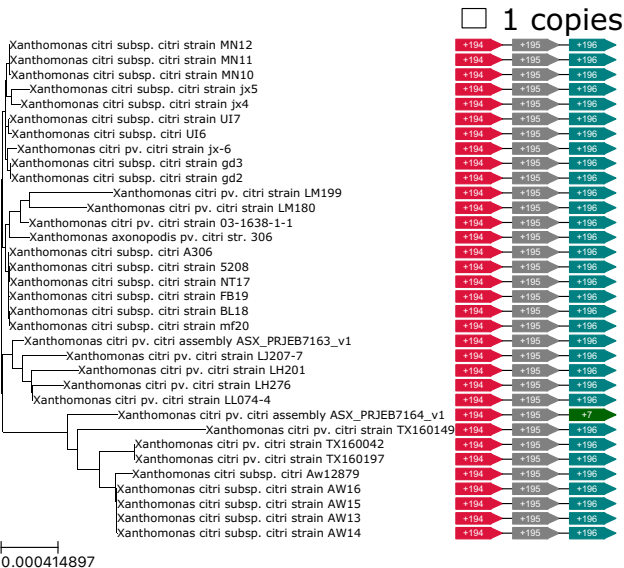 1 copies
Xanthomonas citri subsp. citri strain MN12 +194 +195 +196
Xanthomonas citri subsp. citri strain MN11 +194 +195 +196
Xanthomonas citri subsp. citri strain MN10 +194 +195 +196
Xanthomonas citri subsp. citri strain jx5 +194 +195 +196
Xanthomonas citri subsp. citri strain jx4 +194 +195 +196
Xanthomonas citri subsp. citri strain UI7 +194 +195 +196
Xanthomonas citri subsp. citri UI6 +194 +195 +196
Xanthomonas citri pv. citri strain jx-6 +194 +195 +196
Xanthomonas citri subsp. citri strain gd3 +194 +195 +196
Xanthomonas citri subsp. citri strain gd2 +194 +195 +196
Xanthomonas citri pv. citri strain LM199 +194 +195 +196
Xanthomonas citri pv. citri strain LM180 +194 +195 +196
Xanthomonas citri pv. citri strain 03-1638-1-1 +194 +195 +196
Xanthomonas axonopodis pv. citri str. 306 +194 +195 +196
Xanthomonas citri subsp. citri A306 +194 +195 +196
Xanthomonas citri subsp. citri strain 5208 +194 +195 +196
Xanthomonas citri subsp. citri strain NT17 +194 +195 +196
Xanthomonas citri subsp. citri strain FB19 +194 +195 +196
Xanthomonas citri subsp. citri strain BL18 +194 +195 +196
Xanthomonas citri subsp. citri strain mf20 +194 +195 +196
Xanthomonas citri pv. citri assembly ASX_PRJEB7163_v1 +194 +195 +196
Xanthomonas citri pv. citri strain LJ207-7 +194 +195 +196
Xanthomonas citri pv. citri strain LH201 +194 +195 +196
Xanthomonas citri pv. citri strain LH276 +194 +195 +196
Xanthomonas citri pv. citri strain LL074-4 +194 +195 +196
Xanthomonas citri pv. citri assembly ASX_PRJEB7164_v1 +194 +195 +7
Xanthomonas citri pv. citri strain TX160149 +194 +195 +196
Xanthomonas citri pv. citri strain TX160042 +194 +195 +196
Xanthomonas citri pv. citri strain TX160197 +194 +195 +196
Xanthomonas citri subsp. citri Aw12879 +194 +195 +196
Xanthomonas citri subsp. citri strain AW16 +194 +195 +196
Xanthomonas citri subsp. citri strain AW15 +194 +195 +196
Xanthomonas citri subsp. citri strain AW13 +194 +195 +196
Xanthomonas citri subsp. citri strain AW14 +194 +195 +196
0.000414897